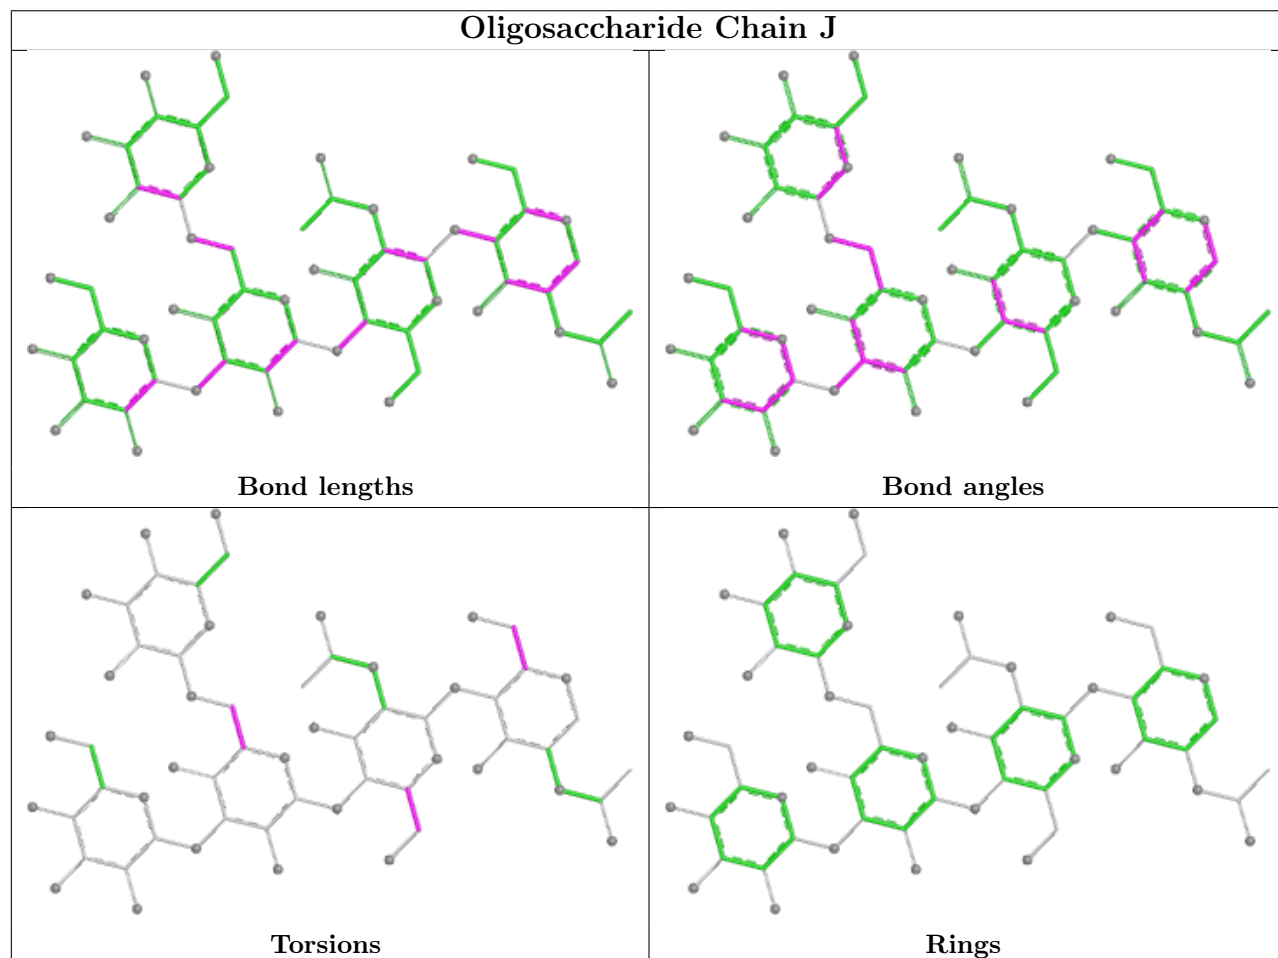 Oligosaccharide Chain J
Bond lengths
Bond angles
Torsions
Rings